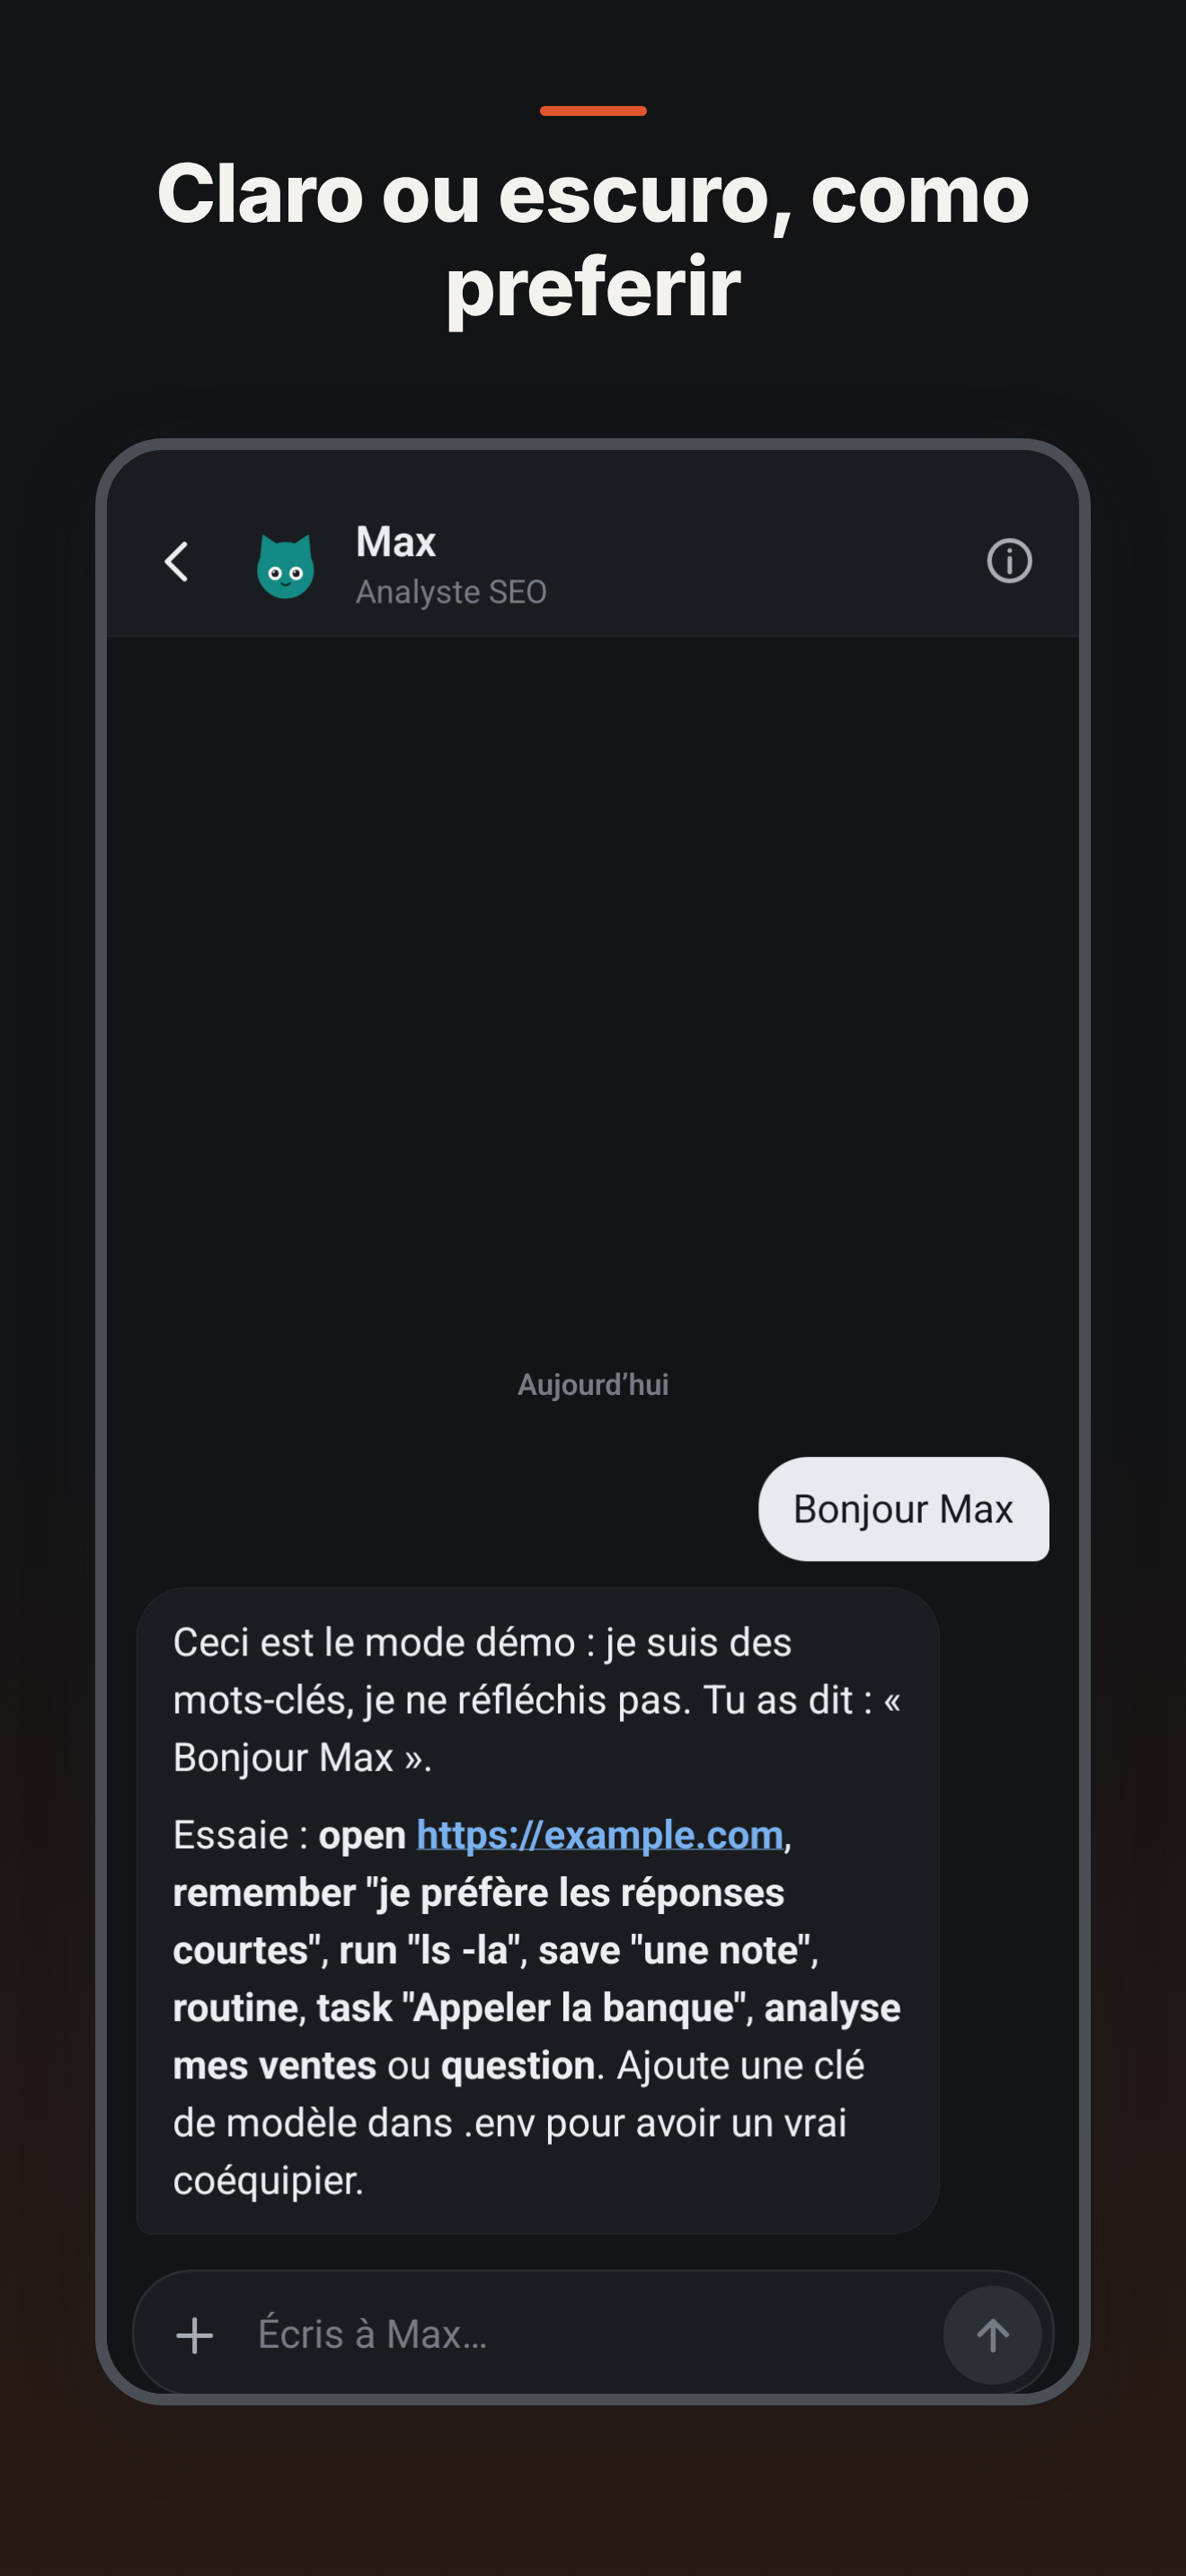 Claro ou escuro, como
preferir
Max
Analyste SEO
Aujourd’hui
Bonjour Max
Ceci est le mode démo : je suis des
mots-clés, je ne réfléchis pas. Tu as dit : «
Bonjour Max ».
Essaie : open https://example.com,
remember "je préfère les réponses
courtes", run "ls -la", save "une note",
routine, task "Appeler la banque", analyse
mes ventes ou question. Ajoute une clé
de modèle dans .env pour avoir un vrai
coéquipier.
Écris à Max…